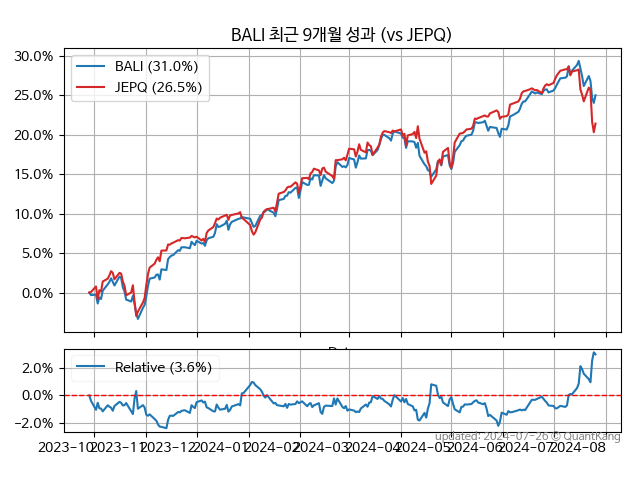 BALI 최근 9개월 성과 (vs JEPQ)
30.0%
25.0%
20.0%
15.0%
10.0%
5.0%
0.0%
BALI (31.0%)
JEPQ (26.5%)
2.0%
0.0%
−2.0%
Relative (3.6%)
2023-10 2023-11 2023-12 2024-01 2024-02 2024-03 2024-04 2024-05 2024-06 2024-07 2024-08
updated: 2024-07-26 © QuantKang